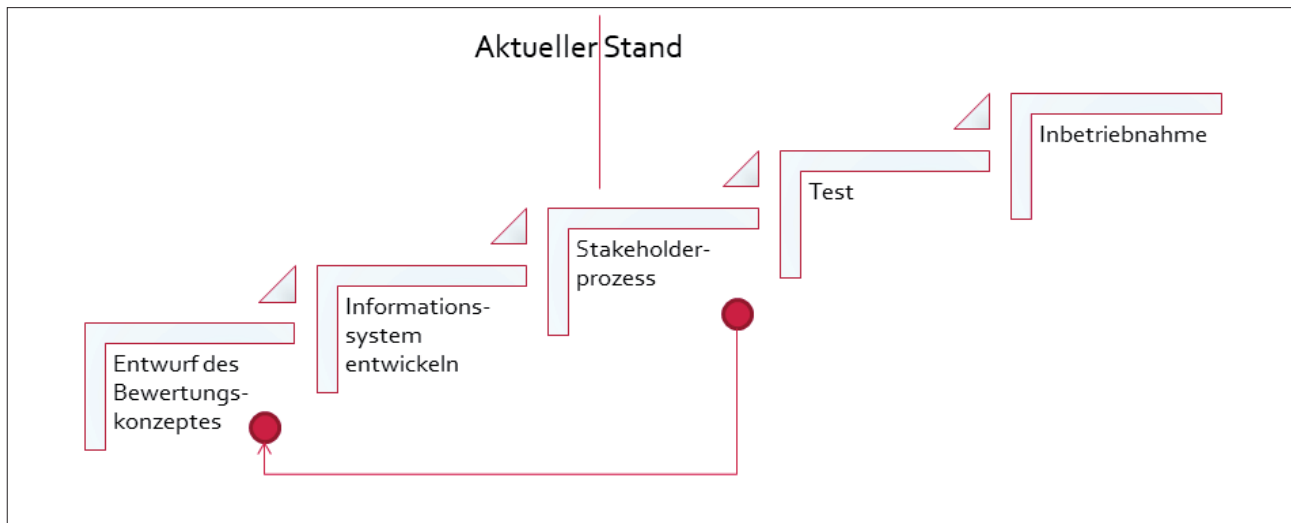 Aktueller Stand
Inbetriebnahme
Test
Stakeholder-
prozess
Informations-
system
entwickeln
Entwurf des
Bewertungs-
konzeptes